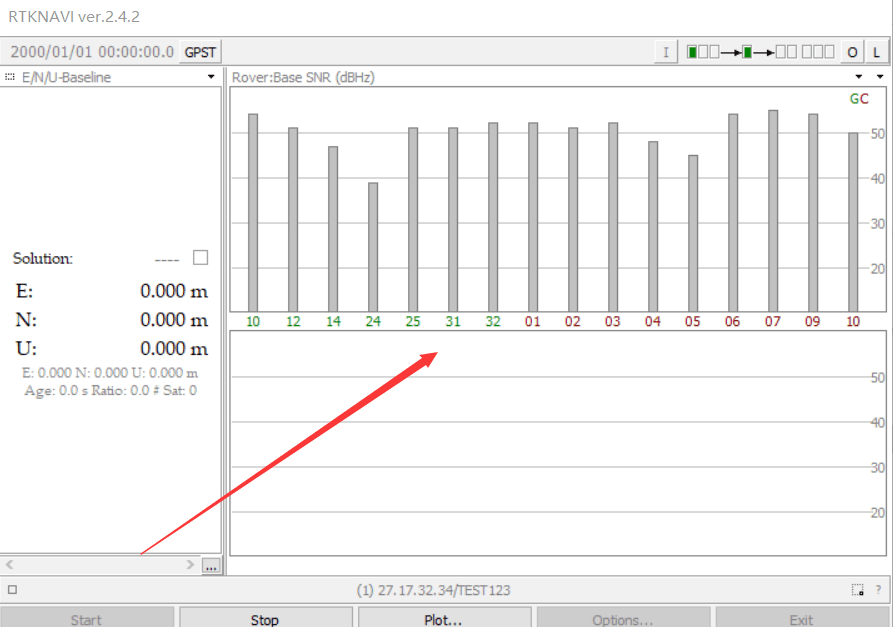 RTKNAVI ver.2.4.2
2000/01/01 00:00:00.0 GPST I O L
E/N/U-Baseline
Rover:Base SNR (dBHz)
GC
50
40
30
20
10 12 14 24 25 31 32 01 02 03 04 05 06 07 09 10
Solution: ----
E: 0.000 m
N: 0.000 m
U: 0.000 m
E: 0.000 N: 0.000 U: 0.000 m
Age: 0.0 s Ratio: 0.0 # Sat: 0
50
40
30
20
...
(1) 27.17.32.34/TEST123 ?
Start Stop Plot... Options... Exit